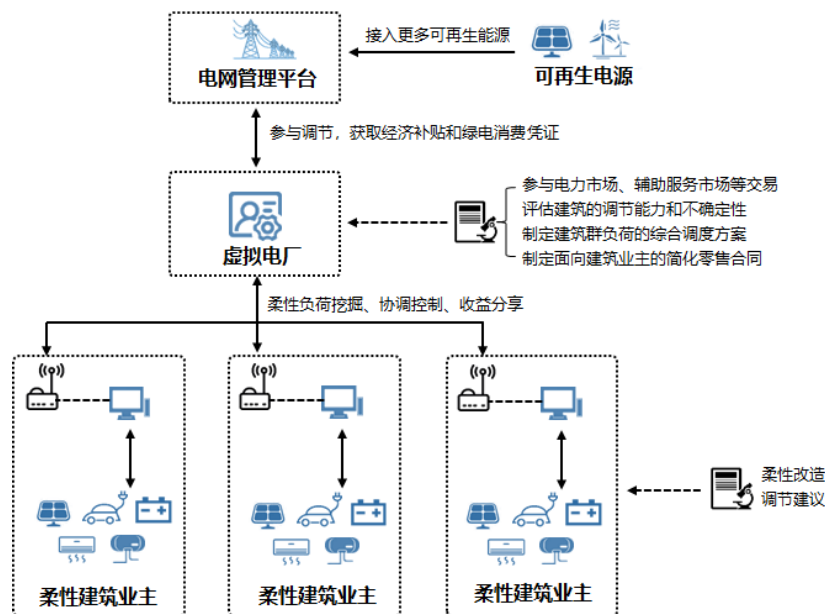 接入更多可再生能源
电网管理平台
可再生电源
参与调节，获取经济补贴和绿电消费凭证
参与电力市场、辅助服务市场等交易
评估建筑的调节能力和不确定性
制定建筑群负荷的综合调度方案
制定面向建筑业主的简化零售合同
虚拟电厂
柔性负荷挖掘、协调控制、收益分享
柔性改造
调节建议
柔性建筑业主
柔性建筑业主
柔性建筑业主